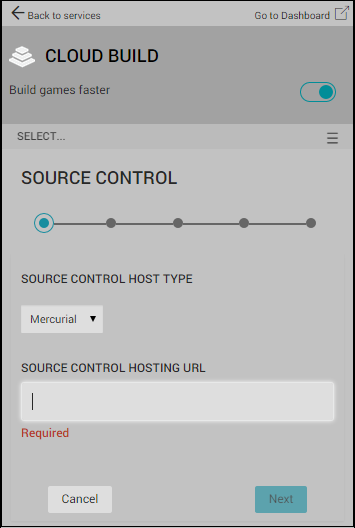 Back to services
Go to Dashboard
CLOUD BUILD
Build games faster
SELECT...
SOURCE CONTROL
SOURCE CONTROL HOST TYPE
Mercurial
SOURCE CONTROL HOSTING URL
Required
Cancel
Next